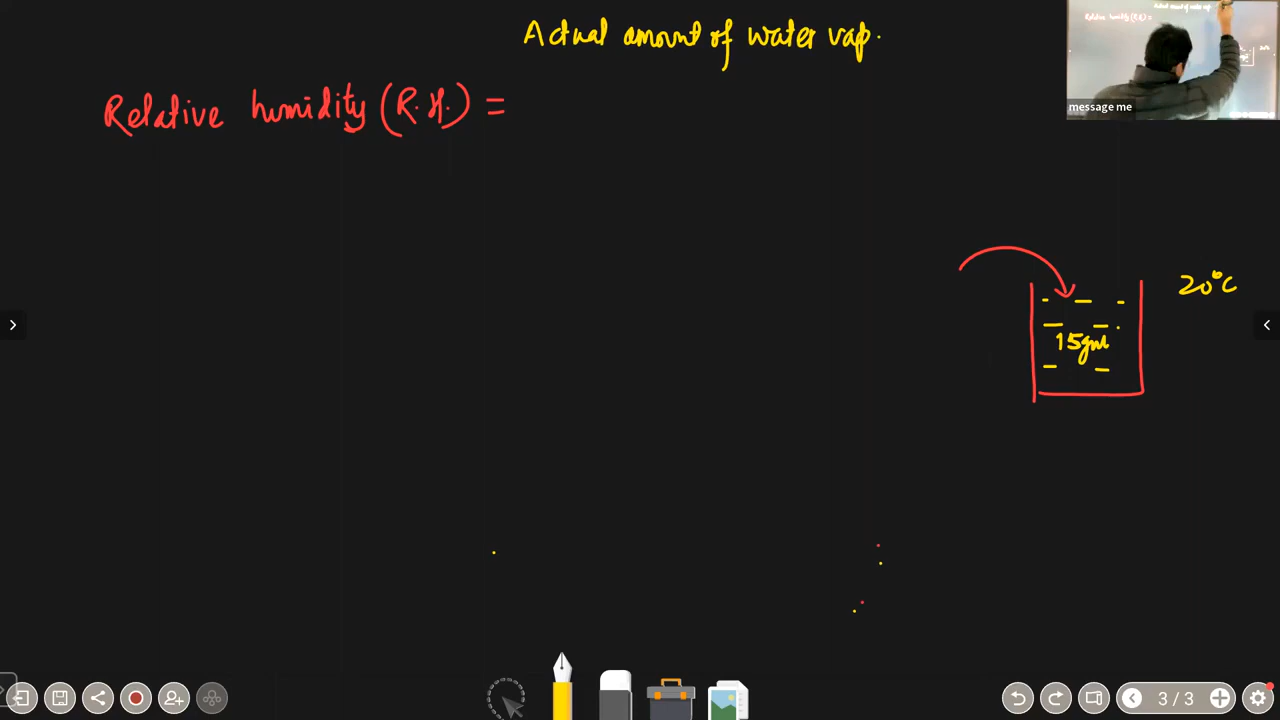 Actual amount of water vap.
Relative humidity (R.H.) =
20°C
15gm
message me
3/3